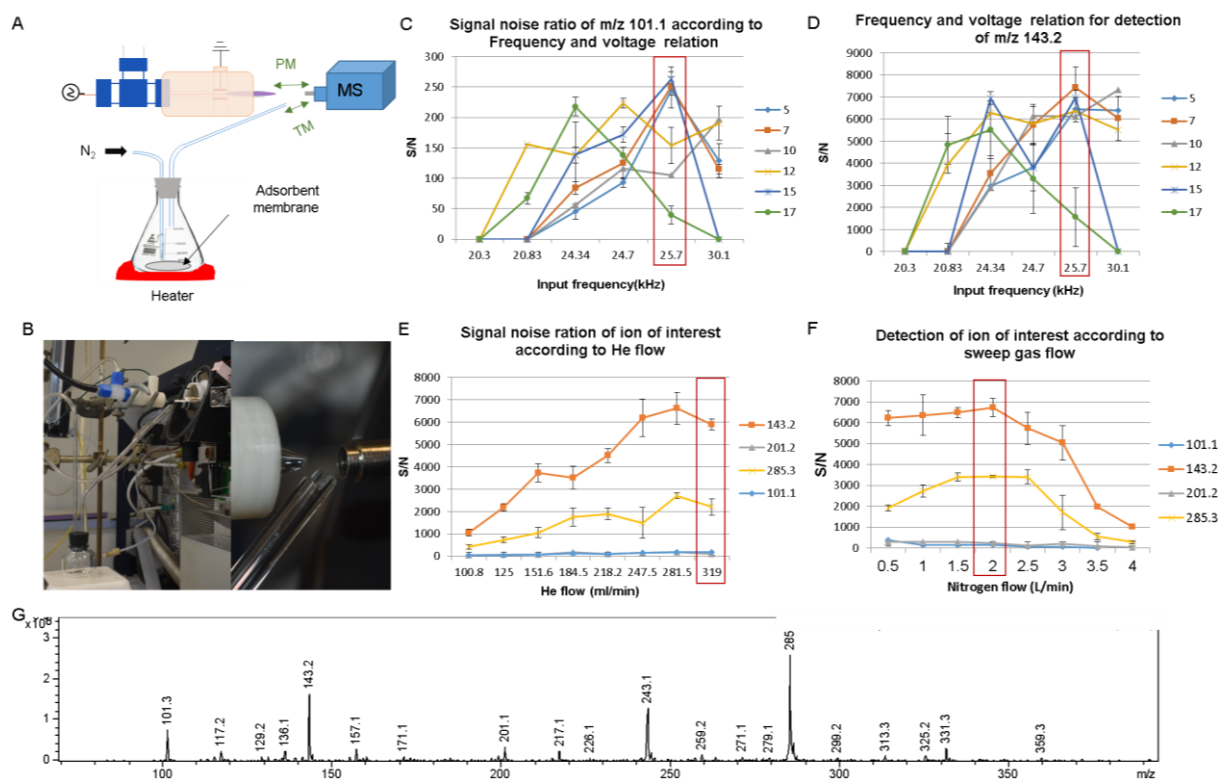 A
PM
MS
TM
N2
Adsorbent
membrane
Heater
B
C
Signal noise ratio of m/z 101.1 according to
Frequency and voltage relation
S/N
300
250
200
150
100
50
0
20.3 20.83 24.34 24.7 25.7 30.1
Input frequency(kHz)
5
7
10
12
15
17
D
Frequency and voltage relation for detection
of m/z 143.2
S/N
9000
8000
7000
6000
5000
4000
3000
2000
1000
0
20.3 20.83 24.34 24.7 25.7 30.1
Input frequency (kHz)
5
7
10
12
15
17
E
Signal noise ration of ion of interest
according to He flow
S/N
8000
7000
6000
5000
4000
3000
2000
1000
0
100.8 125 151.6 184.5 218.2 247.5 281.5 319
He flow (ml/min)
143.2
201.2
285.3
101.1
F
Detection of ion of interest according to
sweep gas flow
S/N
8000
7000
6000
5000
4000
3000
2000
1000
0
0.5 1 1.5 2 2.5 3 3.5 4
Nitrogen flow (L/min)
101.1
143.2
201.2
285.3
G
3
2
1
0
101.3 117.2 129.2 136.1 143.2 157.1 171.1 201.1 217.1 226.1 243.1 259.2 271.1 279.1 285 299.2 313.3 325.2 331.3 359.3
100 150 200 250 300 350 m/z